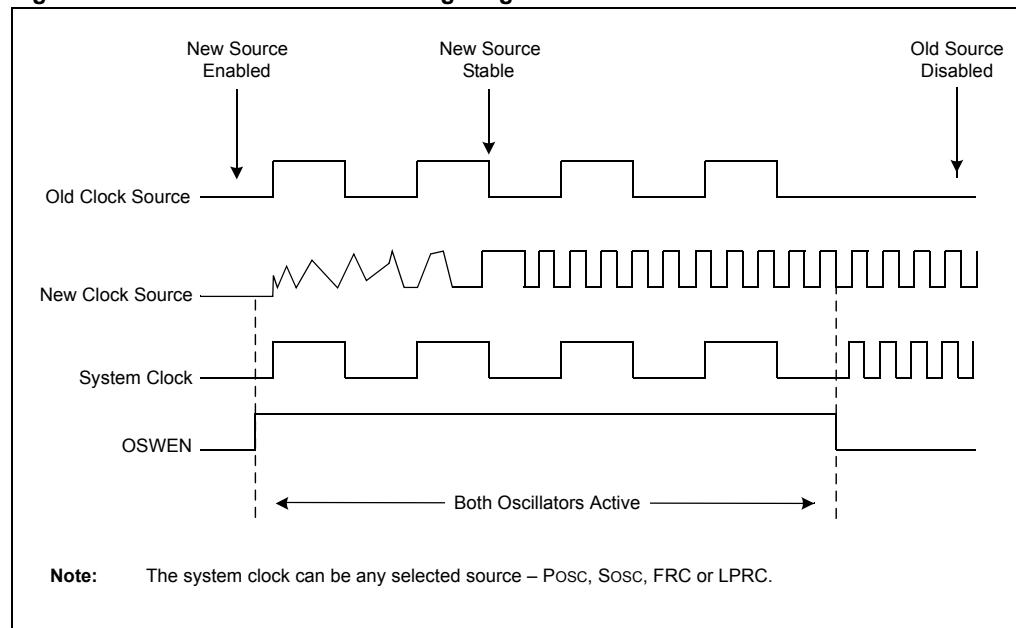 New Source
Enabled
New Source
Stable
Old Source
Disabled
Old Clock Source
New Clock Source
System Clock
OSWEN
Both Oscillators Active
Note: The system clock can be any selected source – POSC, SOSC, FRC or LPRC.